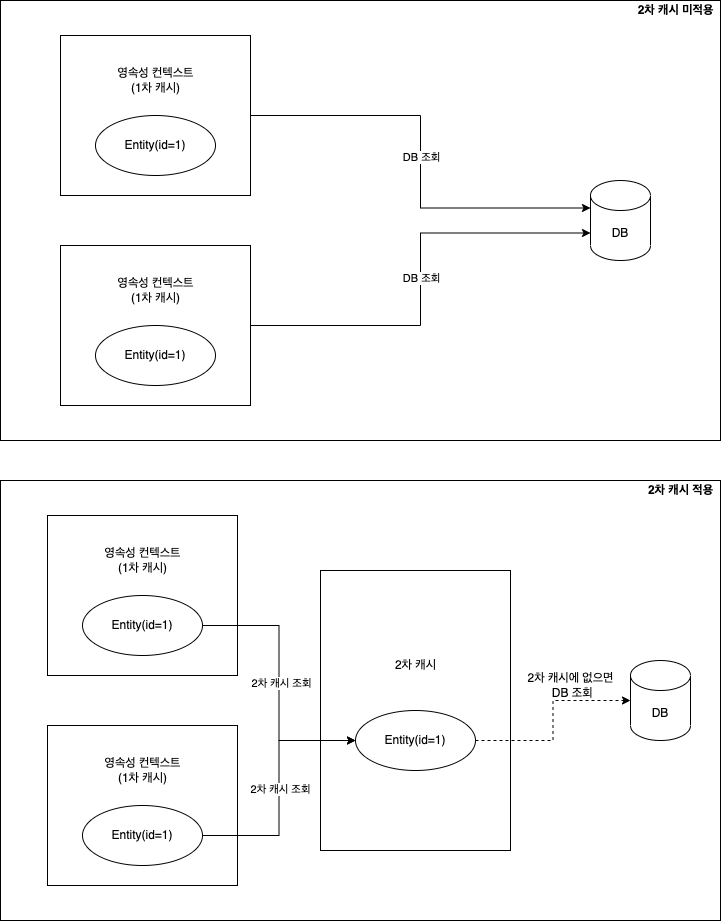 2차 캐시 미적용
영속성 컨텍스트
(1차 캐시)
Entity(id=1)
DB 조회
DB
영속성 컨텍스트
(1차 캐시)
Entity(id=1)
DB 조회
2차 캐시 적용
영속성 컨텍스트
(1차 캐시)
Entity(id=1)
2차 캐시 조회
2차 캐시
Entity(id=1)
2차 캐시에 없으면
DB 조회
DB
영속성 컨텍스트
(1차 캐시)
Entity(id=1)
2차 캐시 조회